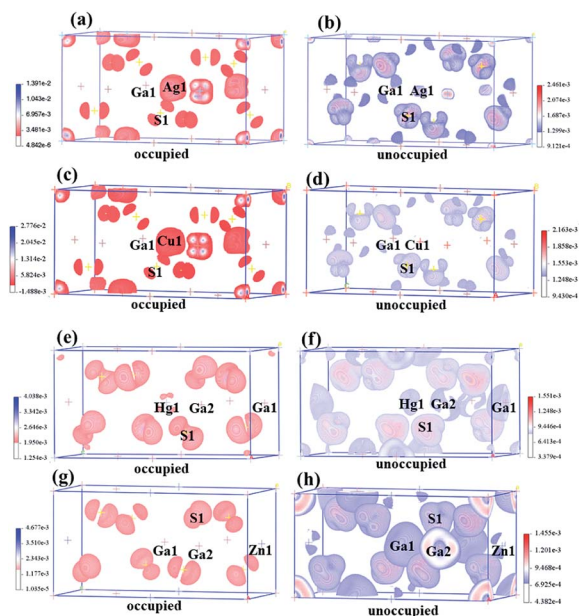 (a)
1.391e-2
1.043e-2
6.957e-3
3.481e-3
4.842e-6
Ga1 Ag1
S1
occupied
(b)
Ga1 Ag1
S1
2.461e-3
2.074e-3
1.687e-3
1.299e-3
9.121e-4
unoccupied
(c)
2.776e-2
2.045e-2
1.314e-2
5.824e-3
-1.488e-3
Ga1 Cu1
S1
occupied
(d)
Ga1 Cu1
S1
2.163e-3
1.858e-3
1.553e-3
1.248e-3
9.430e-4
unoccupied
(e)
4.038e-3
3.342e-3
2.646e-3
1.950e-3
1.254e-3
Hg1 Ga2 Ga1
S1
occupied
(f)
Hg1 Ga2 Ga1
S1
1.551e-3
1.248e-3
9.446e-4
6.413e-4
3.379e-4
unoccupied
(g)
4.677e-3
3.510e-3
2.343e-3
1.177e-3
1.085e-5
S1
Ga1 Ga2 Zn1
occupied
(h)
S1
Ga1 Ga2 Zn1
1.455e-3
1.201e-3
9.468e-4
6.925e-4
4.382e-4
unoccupied